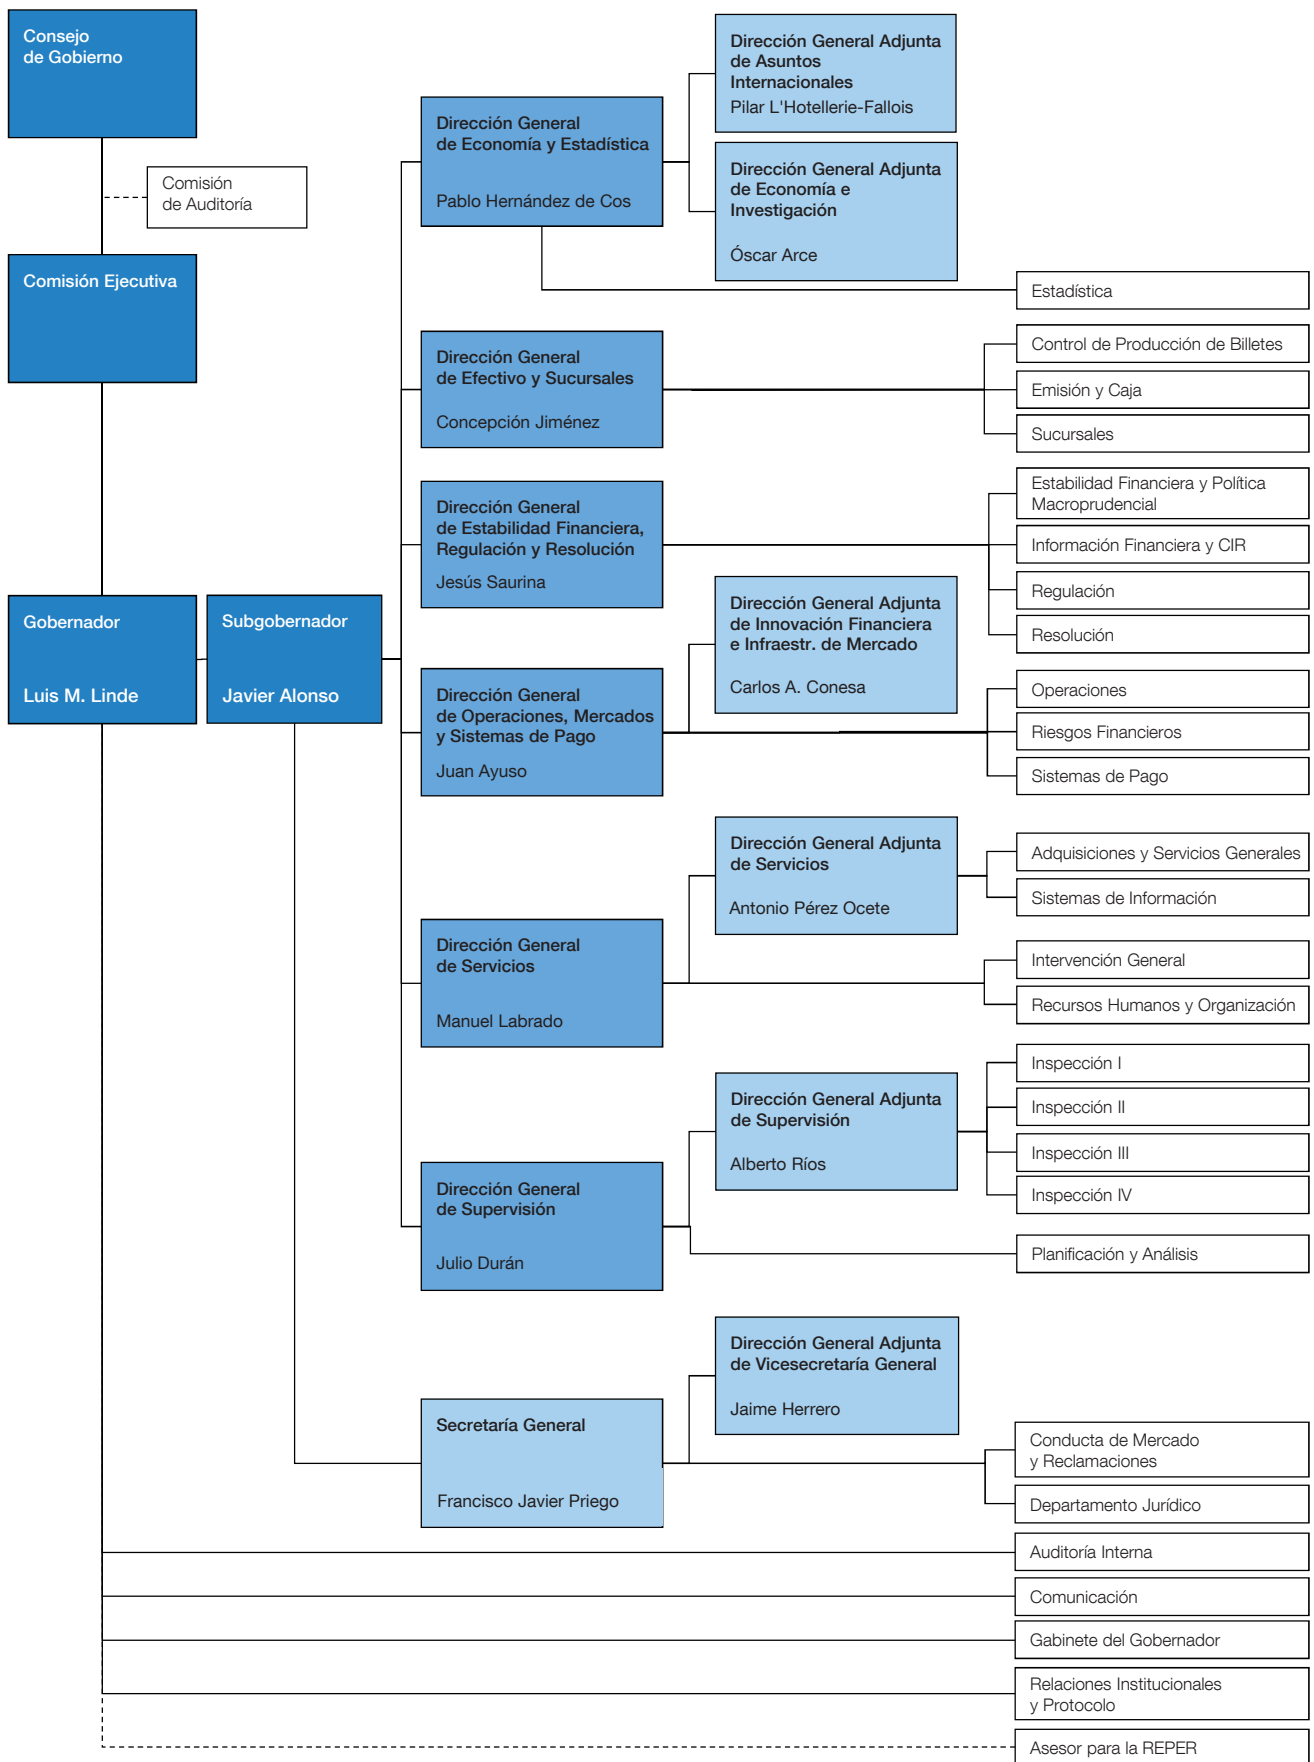 Consejo
de Gobierno
Comisión
de Auditoría
Comisión Ejecutiva
Gobernador
Luis M. Linde
Subgobernador
Javier Alonso
Dirección General
de Economía y Estadística
Pablo Hernández de Cos
Dirección General Adjunta
de Asuntos
Internacionales
Pilar L'Hotellerie-Fallois
Dirección General Adjunta
de Economía e
Investigación
Óscar Arce
Estadística
Dirección General
de Efectivo y Sucursales
Concepción Jiménez
Control de Producción de Billetes
Emisión y Caja
Sucursales
Dirección General
de Estabilidad Financiera,
Regulación y Resolución
Jesús Saurina
Estabilidad Financiera y Política
Macroprudencial
Información Financiera y CIR
Regulación
Resolución
Dirección General
de Operaciones, Mercados
y Sistemas de Pago
Juan Ayuso
Dirección General Adjunta
de Innovación Financiera
e Infraestr. de Mercado
Carlos A. Conesa
Operaciones
Riesgos Financieros
Sistemas de Pago
Dirección General
de Servicios
Manuel Labrado
Dirección General Adjunta
de Servicios
Antonio Pérez Ocete
Adquisiciones y Servicios Generales
Sistemas de Información
Intervención General
Recursos Humanos y Organización
Dirección General
de Supervisión
Julio Durán
Dirección General Adjunta
de Supervisión
Alberto Ríos
Inspección I
Inspección II
Inspección III
Inspección IV
Planificación y Análisis
Secretaría General
Francisco Javier Priego
Dirección General Adjunta
de Vicesecretaría General
Jaime Herrero
Conducta de Mercado
y Reclamaciones
Departamento Jurídico
Auditoría Interna
Comunicación
Gabinete del Gobernador
Relaciones Institucionales
y Protocolo
Asesor para la REPER